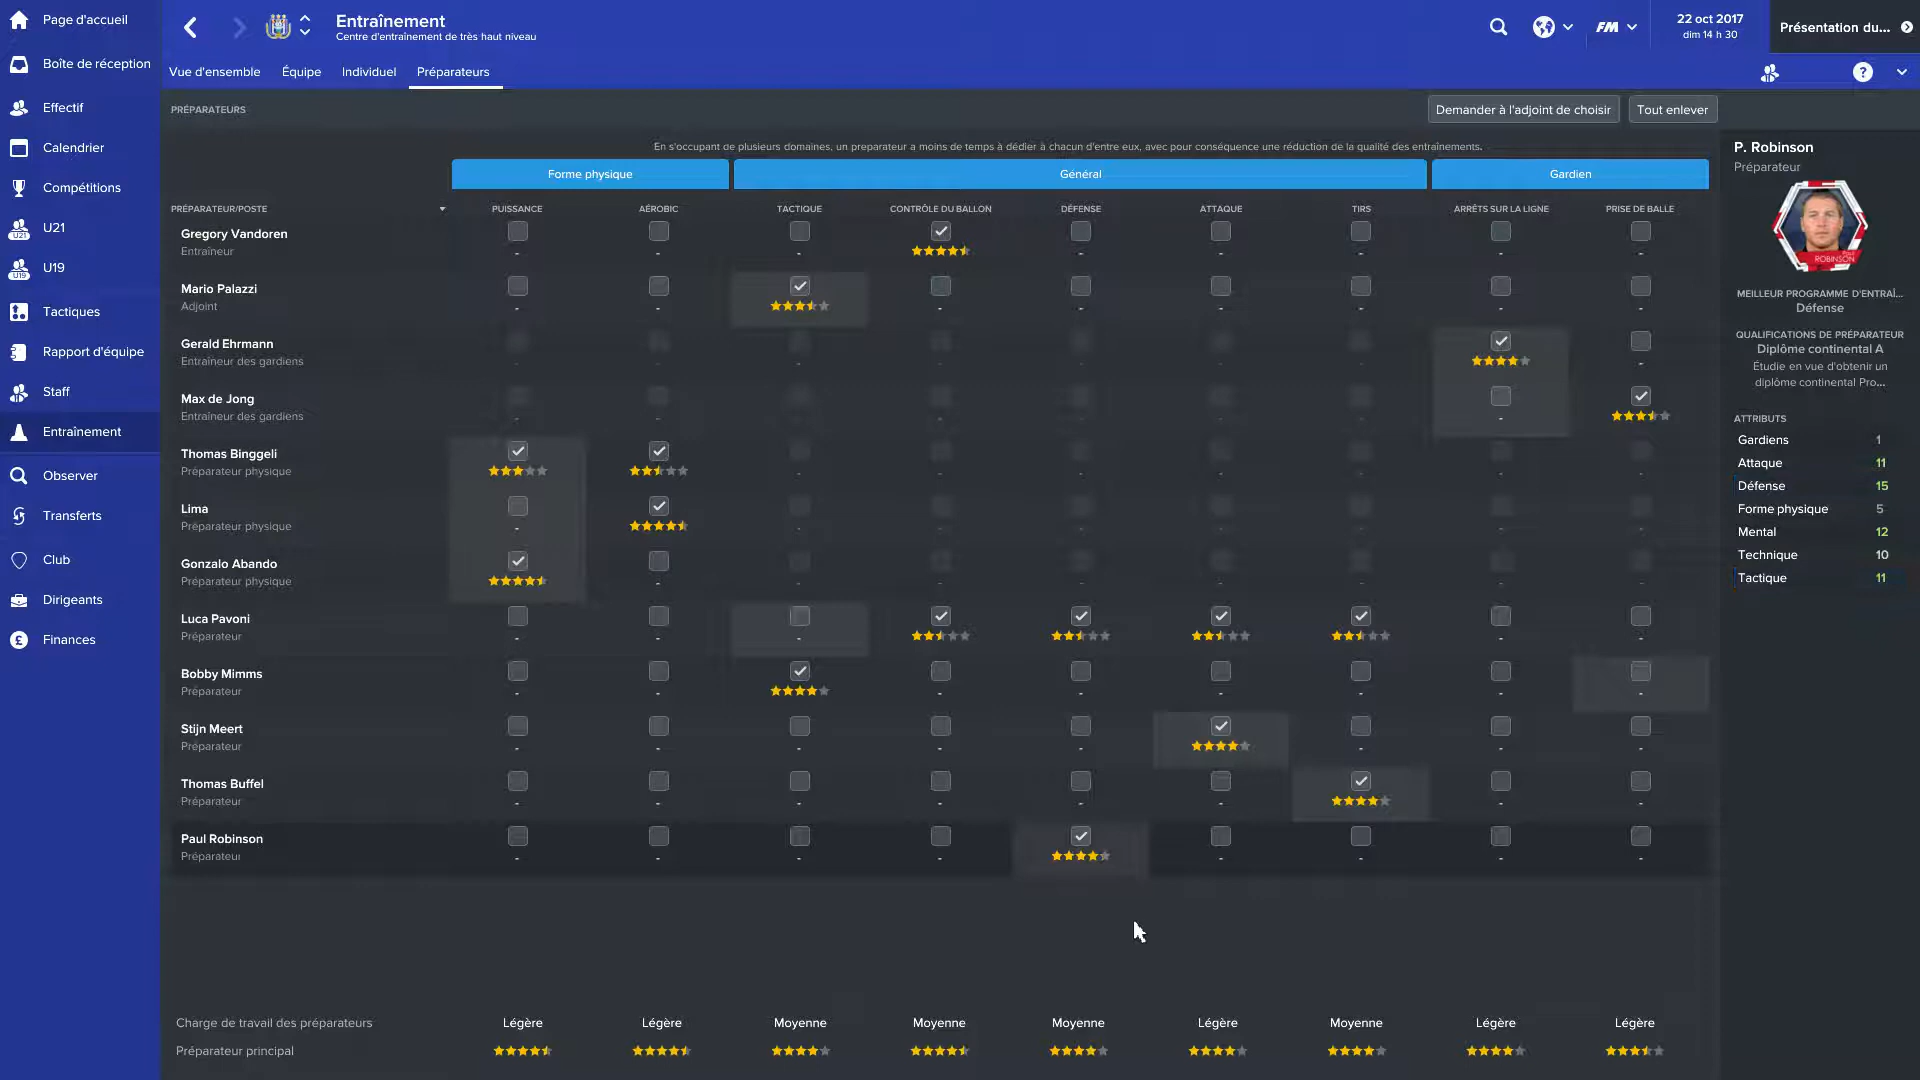 Page d'accueil
Boîte de réception
Effectif
Calendrier
Compétitions
U21
U19
Tactiques
Rapport d'équipe
Staff
Entraînement
Observer
Transferts
Club
Dirigeants
Finances
Entraînement
Centre d'entraînement de très haut niveau
FM
22 oct 2017
dim 14 h 30
Présentation du...
Vue d'ensemble Équipe Individuel Préparateurs
?
PRÉPARATEURS
Demander à l'adjoint de choisir
Tout enlever
En s'occupant de plusieurs domaines, un preparateur a moins de temps à dédier à chacun d'entre eux, avec pour conséquence une réduction de la qualité des entraînements.
Forme physique Général Gardien
PRÉPARATEUR/POSTE PUISSANCE AÉROBIC TACTIQUE CONTRÔLE DU BALLON DÉFENSE ATTAQUE TIRS ARRÊTS SUR LA LIGNE PRISE DE BALLE
Gregory Vandoren
Entraîneur
- - - - - - - -
Mario Palazzi
Adjoint
- - - - - - - -
Gerald Ehrmann
Entraîneur des gardiens
- - - - - - - -
Max de Jong
Entraîneur des gardiens
- - - - - - - -
Thomas Binggeli
Préparateur physique
- - - - - - -
Lima
Préparateur physique
- - - - - - - -
Gonzalo Abando
Préparateur physique
- - - - - - - -
Luca Pavoni
Préparateur
- - - - -
Bobby Mimms
Préparateur
- - - - - - - -
Stijn Meert
Préparateur
- - - - - - - -
Thomas Buffel
Préparateur
- - - - - - - -
Paul Robinson
Préparateur
- - - - - - - -
Charge de travail des préparateurs Légère Légère Moyenne Moyenne Moyenne Légère Moyenne Légère Légère
Préparateur principal
P. Robinson
Préparateur
ROBINSON
MEILLEUR PROGRAMME D'ENTRAÎ...
Défense
QUALIFICATIONS DE PRÉPARATEUR
Diplôme continental A
Étudie en vue d'obtenir un
diplôme continental Pro...
ATTRIBUTS
Gardiens 1
Attaque 11
Défense 15
Forme physique 5
Mental 12
Technique 10
Tactique 11